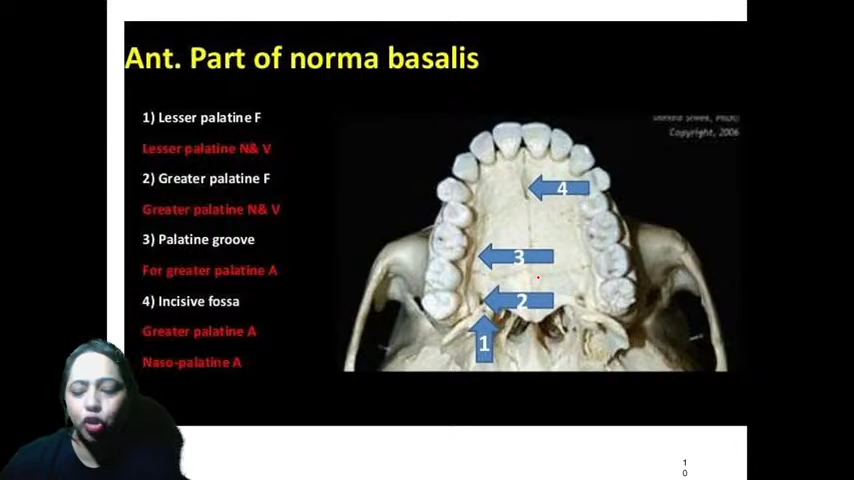 Ant. Part of norma basalis
1) Lesser palatine F
Lesser palatine N& V
2) Greater palatine F
Greater palatine N& V
3) Palatine groove
For greater palatine A
4) Incisive fossa
Greater palatine A
Naso-palatine A
Copyright, 2006
4
3
2
1
1
0